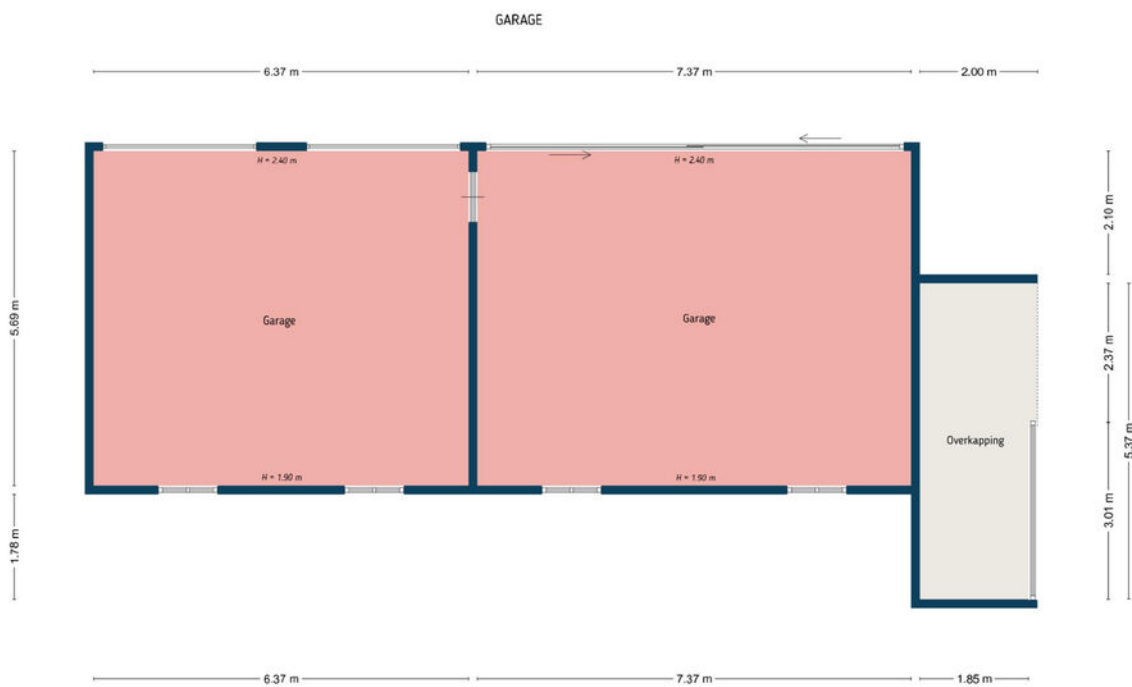 GARAGE
6.37 m
7.37 m
2.00 m
H = 2.40 m
H = 2.40 m
2.10 m
5.69 m
Garage
Garage
2.37 m
Overkapping
5.37 m
H = 1.90 m
H = 1.90 m
3.01 m
1.78 m
6.37 m
7.37 m
1.85 m